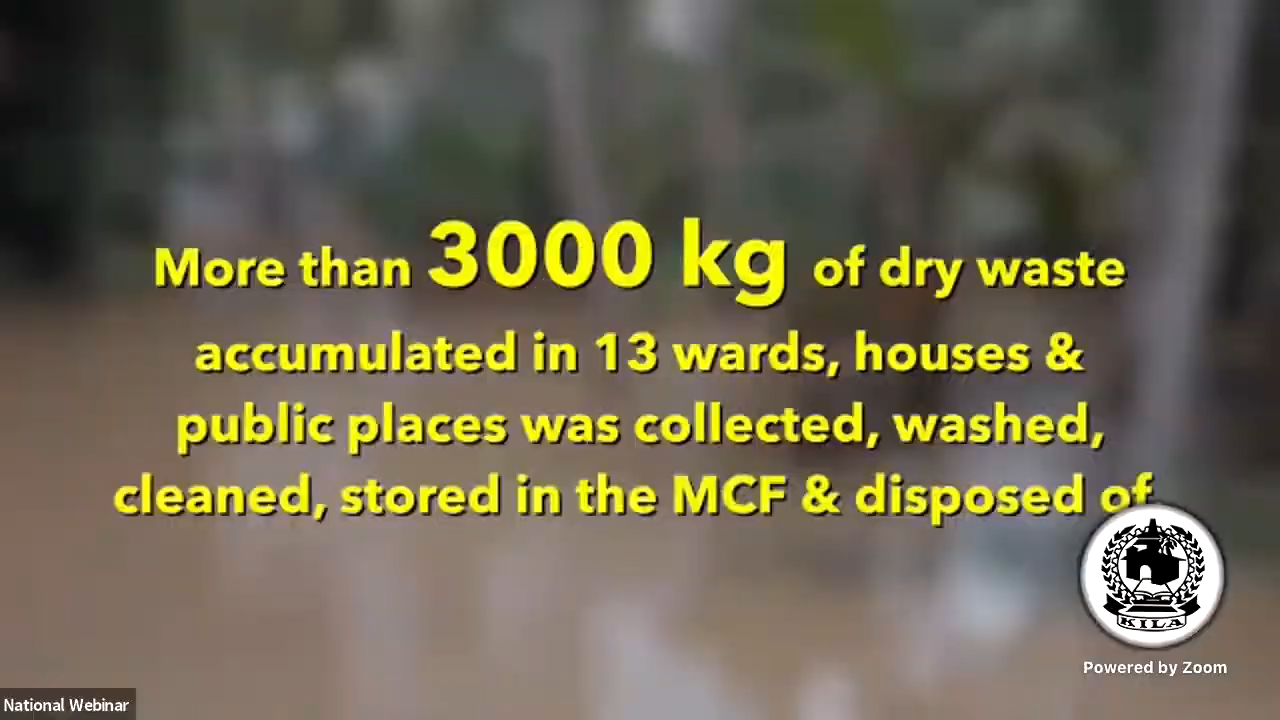 More than 3000 kg of dry waste
accumulated in 13 wards, houses &
public places was collected, washed,
cleaned, stored in the MCF & disposed of
KILA
Powered by Zoom
National Webinar